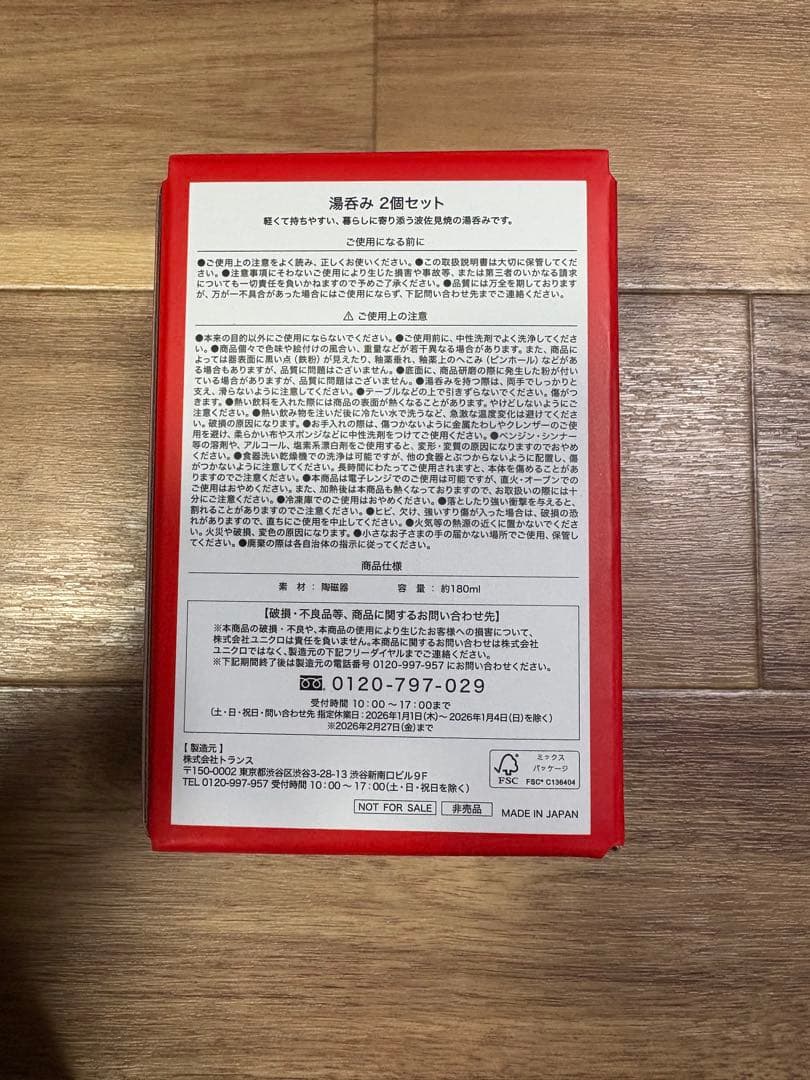 湯呑み 2個セット
軽くて持ちやすい、暮らしに寄り添う波佐見焼の湯呑みです。
ご使用になる前に
●ご使用上の注意をよく読み、正しくお使いください。●この取扱説明書は大切に保管してくだ
さい。●注意事項にそわないご使用により生じた損害や事故等、または第三者のいかなる請求
についても一切責任を負いかねますので予めご了承ください。●品質には万全を期しております
が、万が一不具合があった場合にはご使用にならず、下記問い合わせ先までご連絡ください。
⚠ ご使用上の注意
●本来の目的以外にご使用にならないでください。●ご使用前に、中性洗剤でよく洗浄してくださ
い。●商品個々で色味や絵付けの風合い、重量などが若干異なる場合があります。また、商品に
よっては器表面に黒い点（鉄粉）が見えたり、釉薬垂れ、釉薬上のへこみ（ピンホール）などがあ
る場合もありますが、品質に問題はございません。●底面に、商品研磨の際に発生した粉が付い
ている場合がありますが、品質に問題はございません。●湯呑みを持つ際は、両手でしっかりと
支え、滑らないように注意してください。●テーブルなどの上で引きずらないでください。傷がつ
きます。●熱い飲料を入れた際には商品の表面が熱くなることがあります。やけどしないようにご
注意ください。●熱い飲み物を注いだ後に冷たい水で洗うなど、急激な温度変化は避けてくださ
い。破損の原因になります。●お手入れの際は、傷つかないように金属たわしやクレンザーのご使
用を避け、柔らかい布やスポンジなどに中性洗剤をつけてご使用ください。●ベンジン・シンナー
等の溶剤や、アルコール、塩素系漂白剤をご使用すると、変形・変質の原因になりますのでおやめ
ください。●食器洗い乾燥機での洗浄は可能ですが、他の食器とぶつからないように配置し、傷
がつかないように注意してください。長時間にわたってご使用されますと、本体を傷めることがあ
りますのでご注意ください。●本商品は電子レンジでのご使用は可能ですが、直火・オーブンでの
ご使用はおやめください。また、加熱後は本商品も熱くなっておりますので、お取扱いの際には十
分にご注意ください。●冷凍庫でのご使用はおやめください。●落としたり強い衝撃を与えると、
割れることがありますのでご注意ください。●ヒビ、欠け、強いすり傷が入った場合は、破損の恐
れがありますので、直ちにご使用を中止してください。●火気等の熱源の近くに置かないでくださ
い。火災や破損、変色の原因になります。●小さなお子さまの手の届かない場所でご使用、保管し
てください。●廃棄の際は各自治体の指示に従ってください。
商品仕様
素 材：陶磁器 容 量：約180ml
【破損・不良品等、商品に関するお問い合わせ先】
※本商品の破損・不良や、本商品の使用により生じたお客様への損害について、
株式会社ユニクロは責任を負いません。本商品に関するお問い合わせは株式会社
ユニクロではなく、製造元の下記フリーダイヤルまでご連絡ください。
※下記期間終了後は製造元の電話番号 0120-997-957 にお問い合わせください。
0120-797-029
受付時間 10：00～17：00まで
（土・日・祝日・問い合わせ先 指定休業日：2026年1月1日（木）～ 2026年1月4日（日）を除く）
※2026年2月27日（金）まで
【 製造元 】
株式会社トランス
〒150-0002 東京都渋谷区渋谷3-28-13 渋谷新南口ビル9F
TEL 0120-997-957 受付時間 10：00～17：00（土・日・祝日を除く）
ミックス
パッケージ
FSC® C136404
FSC
NOT FOR SALE 非売品 MADE IN JAPAN